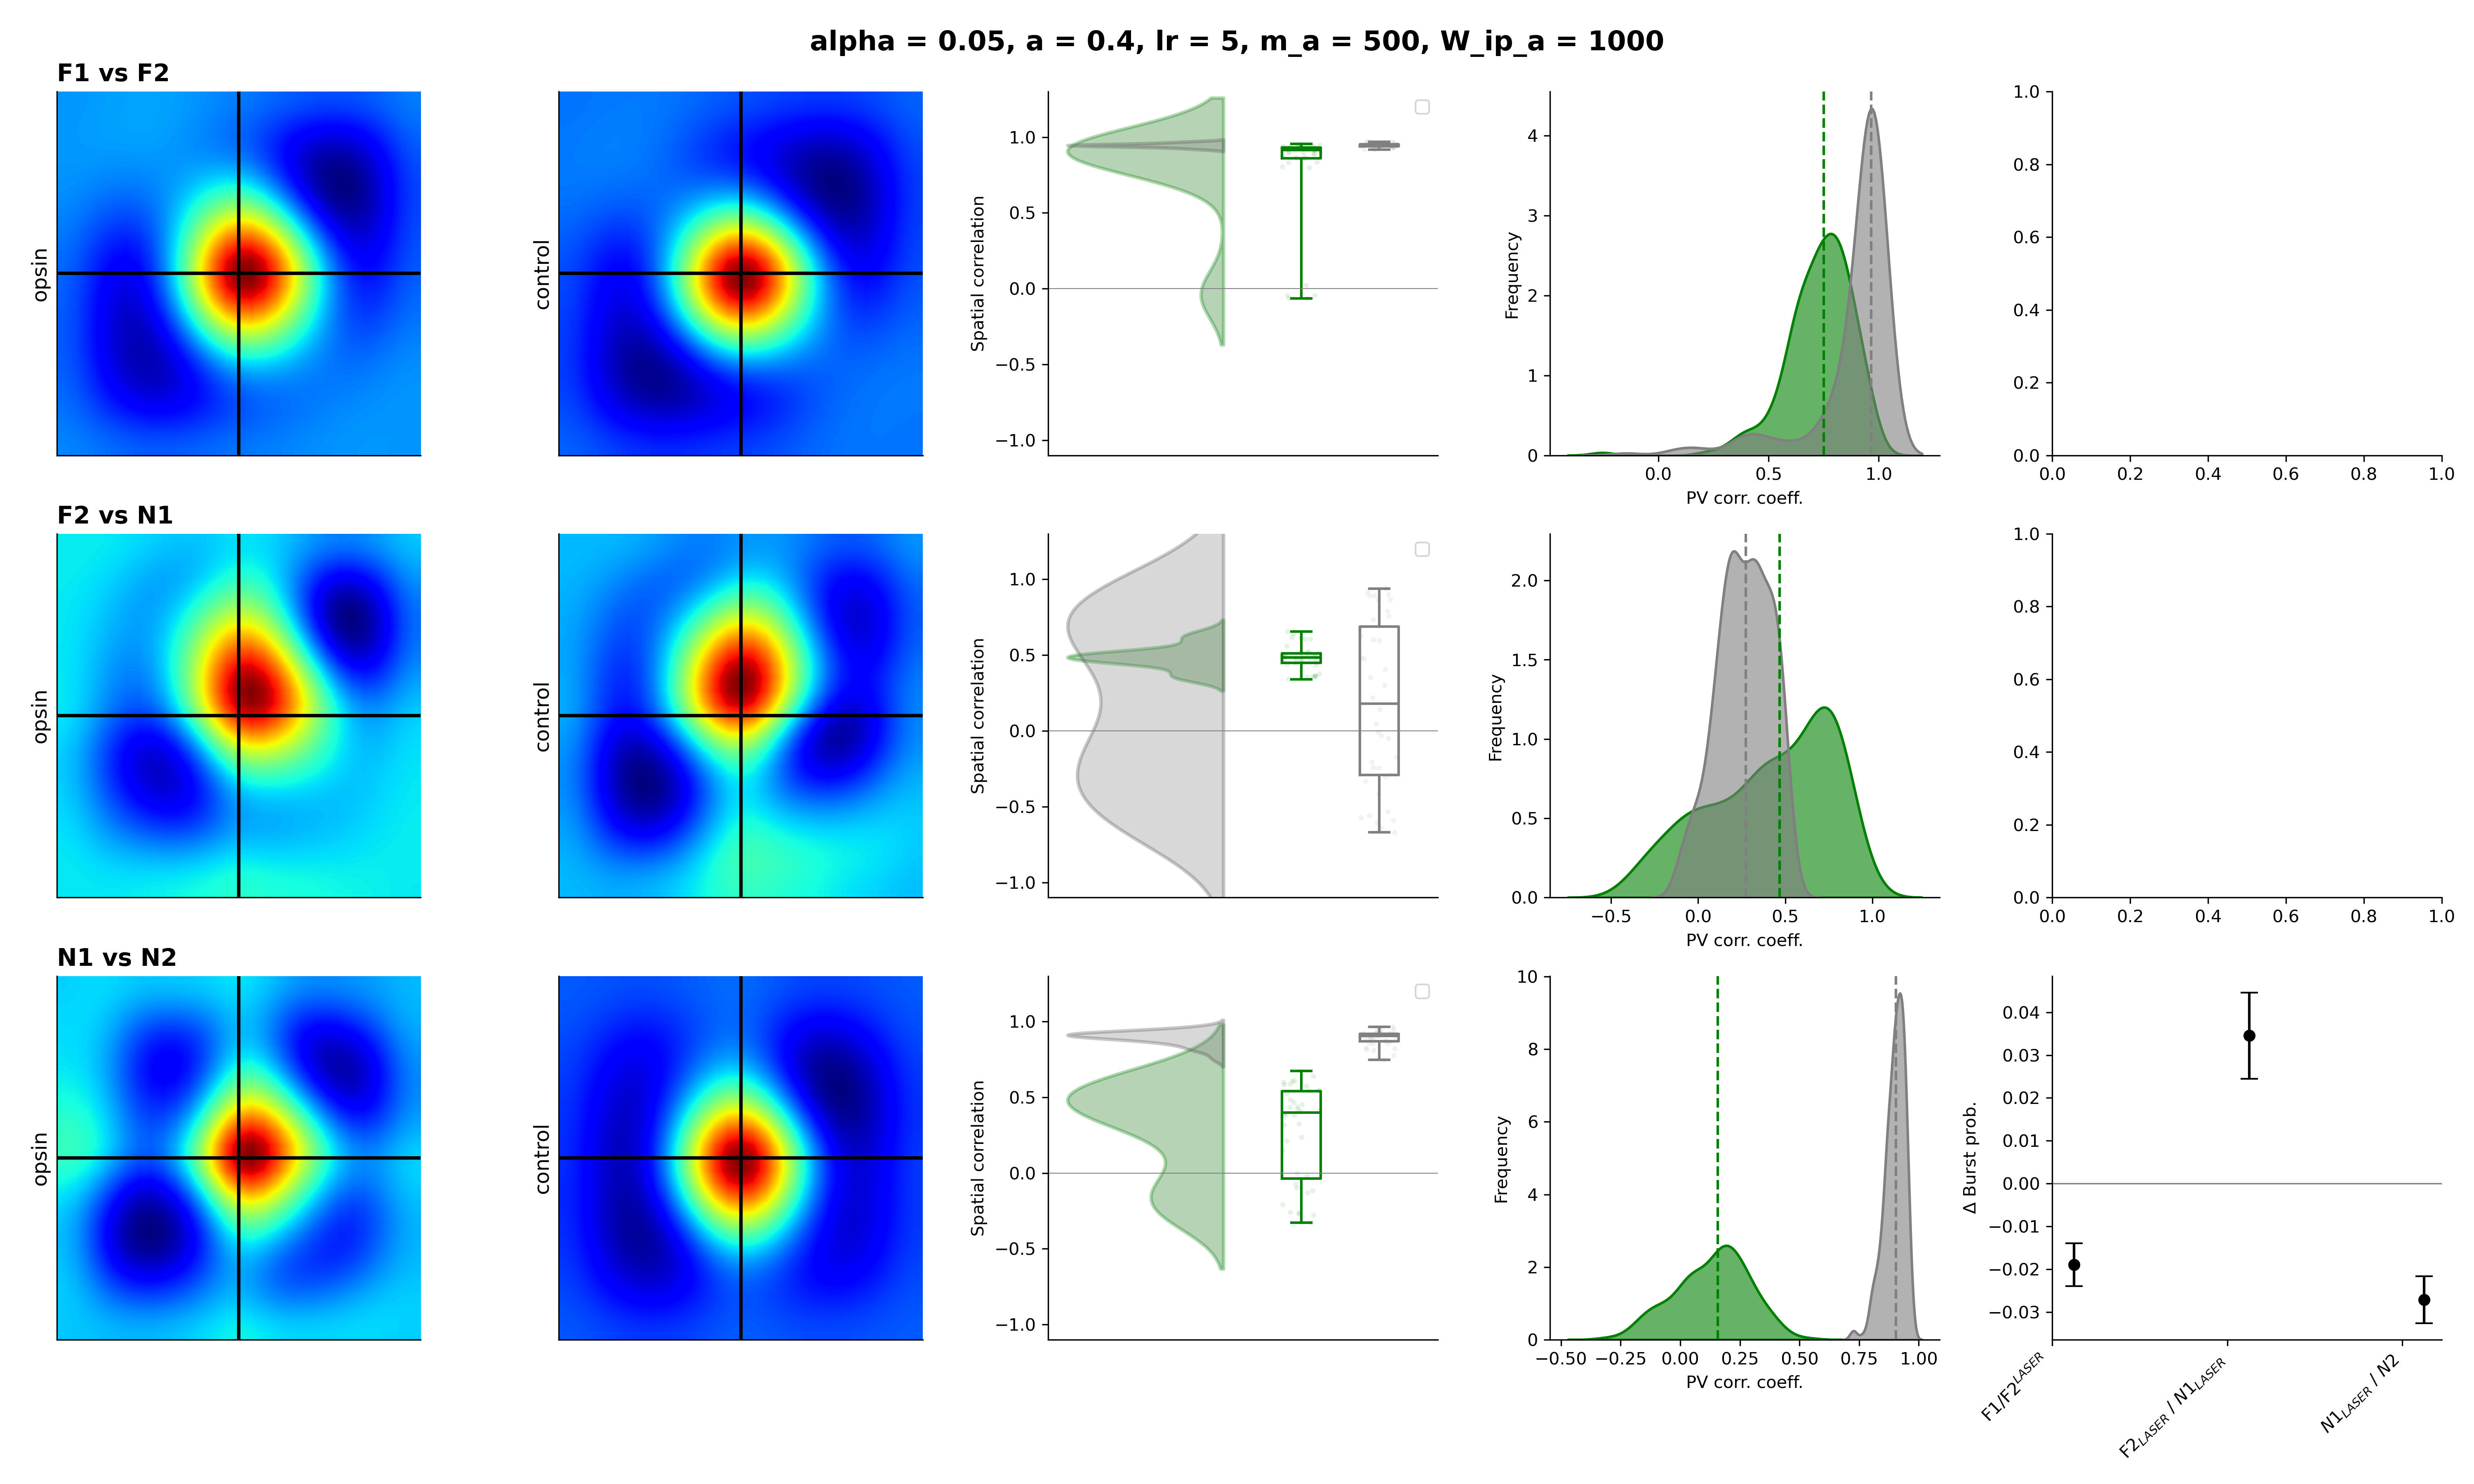 alpha = 0.05, a = 0.4, lr = 5, m_a = 500, W_ip_a = 1000
F1 vs F2
opsin
control
1.0
0.5
0.0
−0.5
−1.0
Spatial correlation
4
3
2
1
0
Frequency
0.0 0.5 1.0
PV corr. coeff.
1.0
0.8
0.6
0.4
0.2
0.0
0.0 0.2 0.4 0.6 0.8 1.0
F2 vs N1
opsin
control
1.0
0.5
0.0
−0.5
−1.0
Spatial correlation
2.0
1.5
1.0
0.5
0.0
Frequency
−0.5 0.0 0.5 1.0
PV corr. coeff.
1.0
0.8
0.6
0.4
0.2
0.0
0.0 0.2 0.4 0.6 0.8 1.0
N1 vs N2
opsin
control
1.0
0.5
0.0
−0.5
−1.0
Spatial correlation
10
8
6
4
2
0
Frequency
−0.50 −0.25 0.00 0.25 0.50 0.75 1.00
PV corr. coeff.
0.04
0.03
0.02
0.01
0.00
−0.01
−0.02
−0.03
Δ Burst prob.
F1/F2^LASER
F2_LASER / N1_LASER
N1_LASER / N2